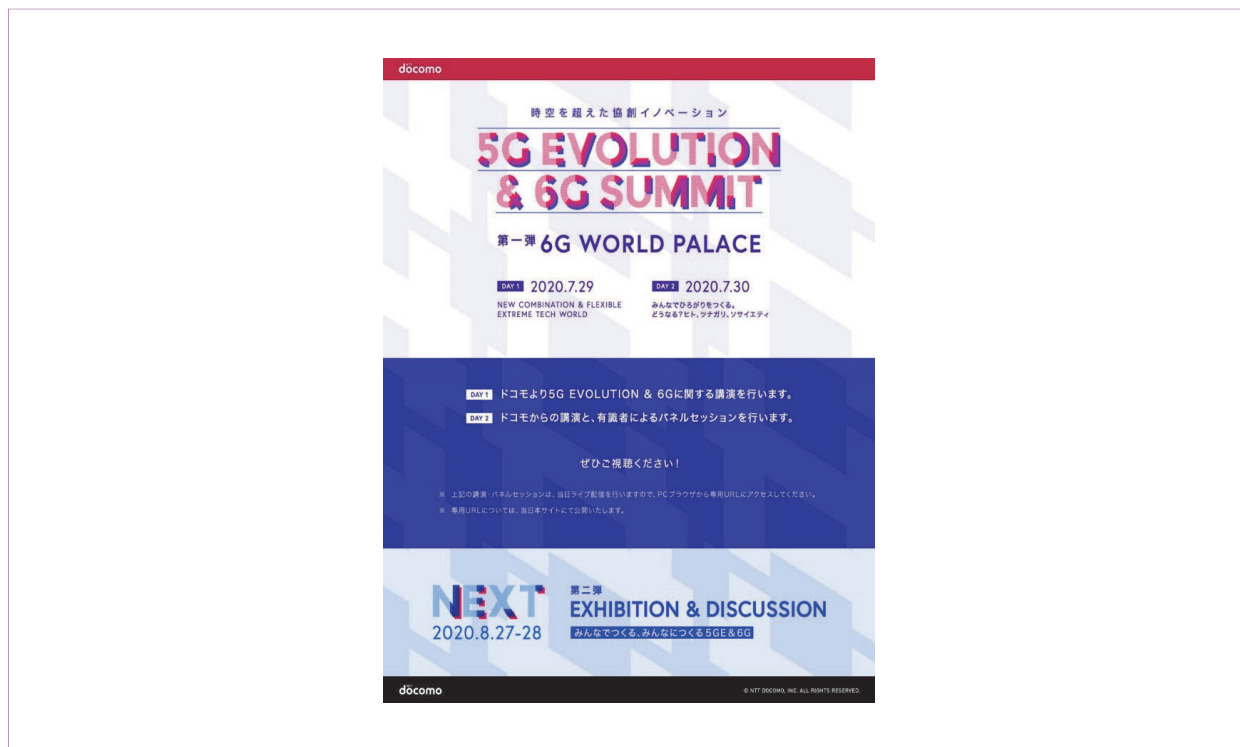 döcomo
時空を超えた協創イノベーション
5G EVOLUTION
& 6G SUMMIT
第一弾 6G WORLD PALACE
DAY 1 2020.7.29
NEW COMBINATION & FLEXIBLE
EXTREME TECH WORLD
DAY 2 2020.7.30
みんなでひろがりをつくる。
どうなる?ヒト、ツナガリ、ソサイエティ
DAY 1 ドコモより5G EVOLUTION & 6Gに関する講演を行います。
DAY 2 ドコモからの講演と、有識者によるパネルセッションを行います。
ぜひご視聴ください!
※ 上記の講演・パネルセッションは、当日ライブ配信を行いますので、PCブラウザから専用URLにアクセスしてください。
※ 専用URLについては、当日本サイトにて公開いたします。
NEXT
2020.8.27-28
第二弾
EXHIBITION & DISCUSSION
みんなでつくる、みんなにつくる5GE&6G
döcomo
© NTT DOCOMO, INC. ALL RIGHTS RESERVED.